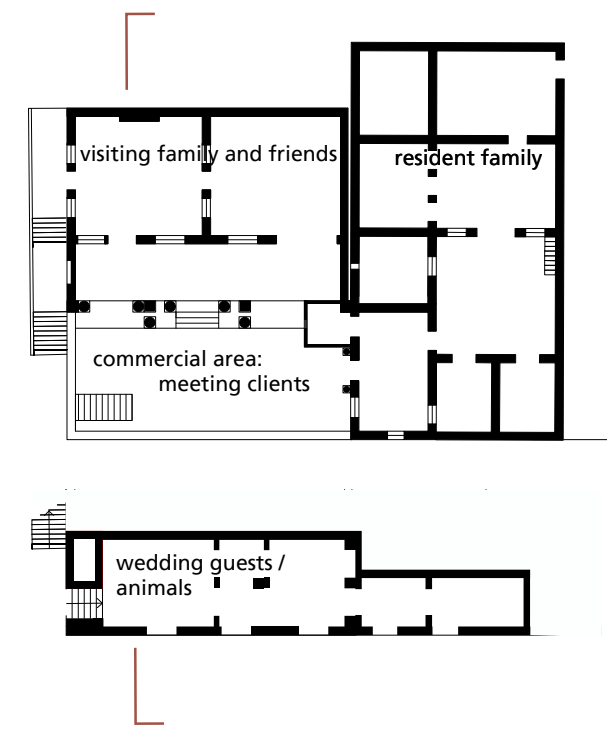 visiting family and friends
resident family
commercial area:
meeting clients
wedding guests /
animals